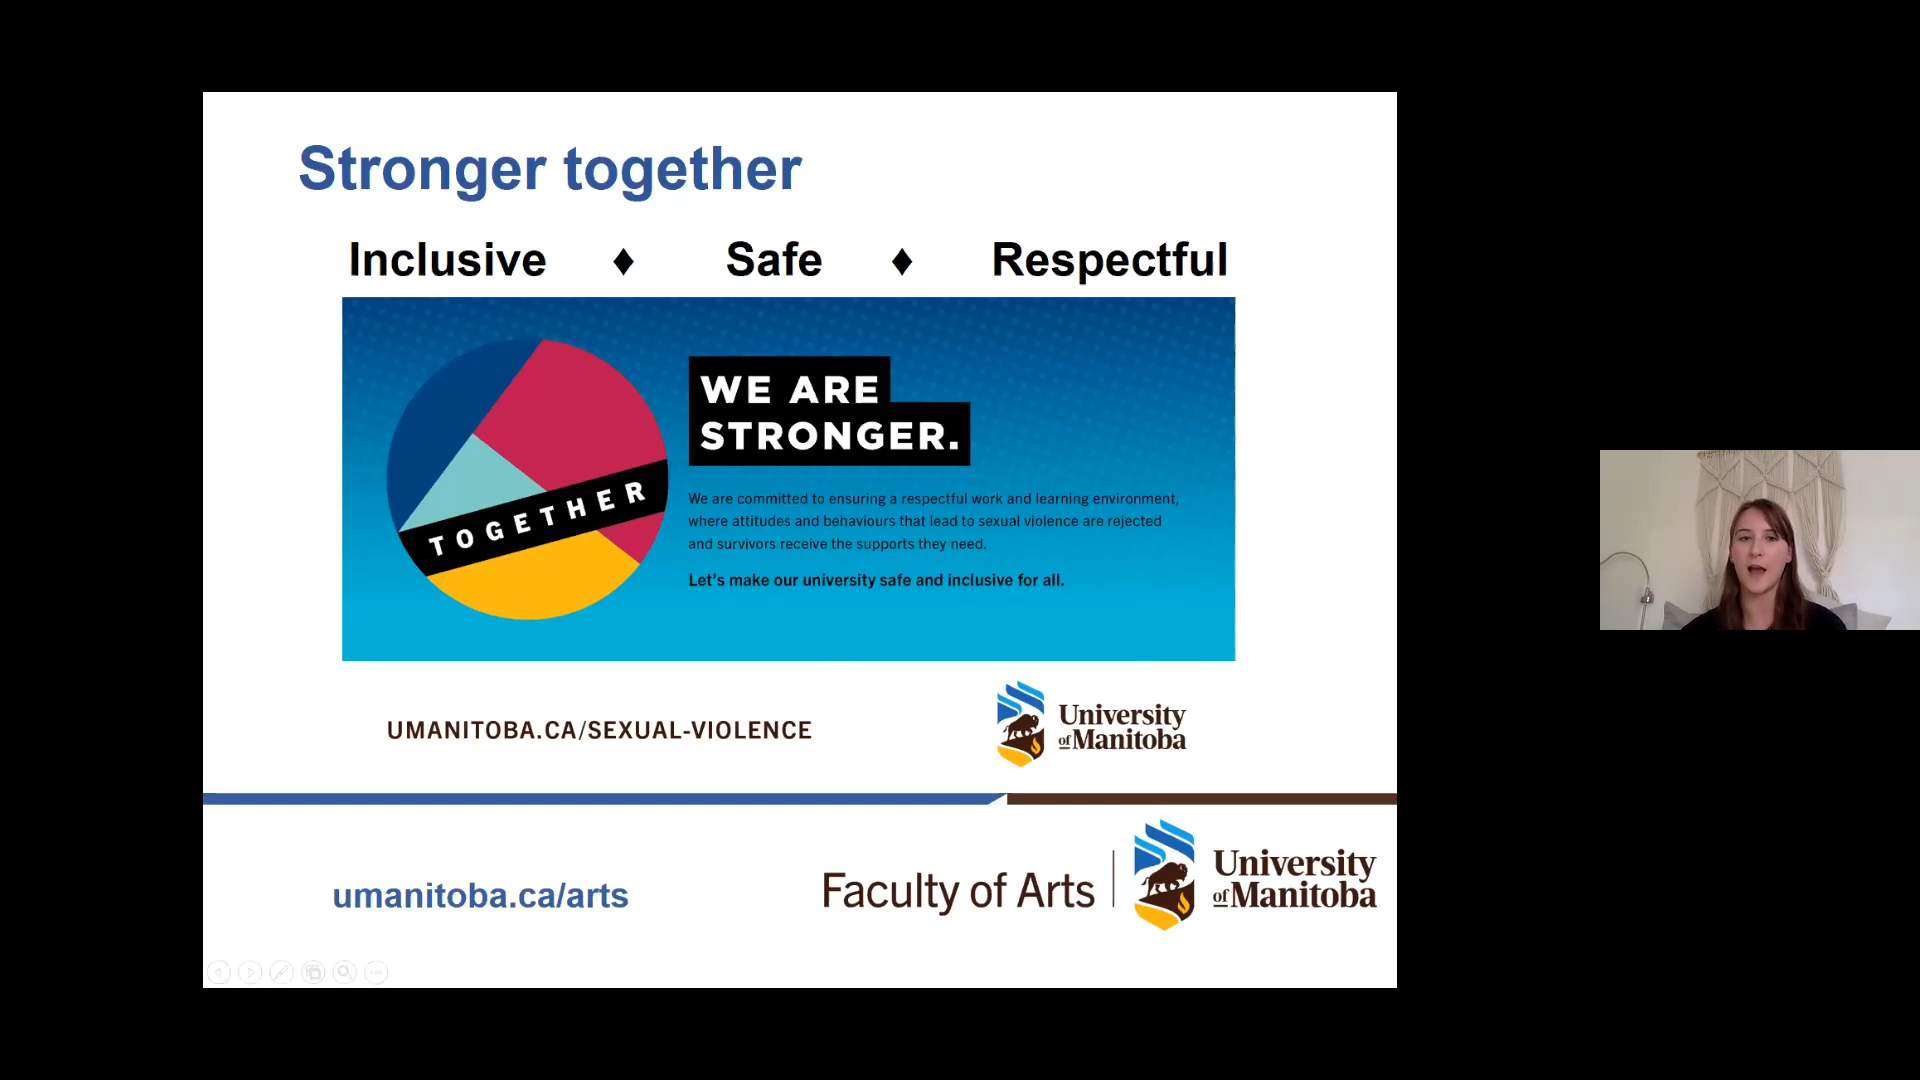 Stronger together
Inclusive ♦ Safe ♦ Respectful
TOGETHER
WE ARE
STRONGER.
We are committed to ensuring a respectful work and learning environment,
where attitudes and behaviours that lead to sexual violence are rejected
and survivors receive the supports they need.
Let's make our university safe and inclusive for all.
UMANITOBA.CA/SEXUAL-VIOLENCE
University
of Manitoba
umanitoba.ca/arts
Faculty of Arts
University
of Manitoba